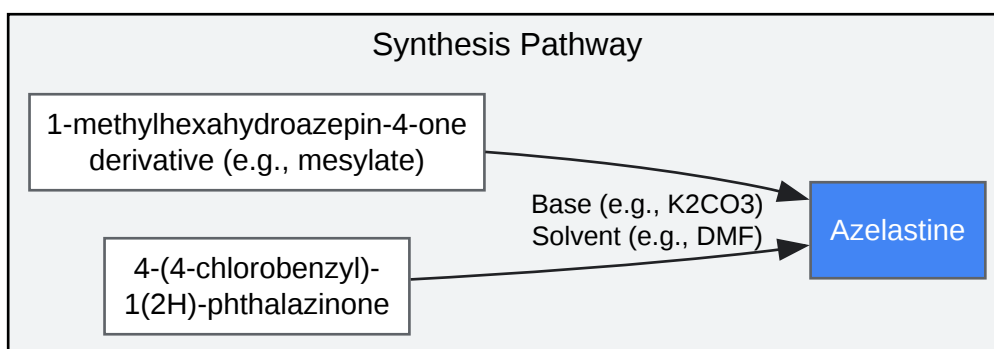 Synthesis Pathway
1-methylhexahydroazepin-4-one
derivative (e.g., mesylate)
Base (e.g., K2CO3)
Solvent (e.g., DMF)
Azelastine
4-(4-chlorobenzyl)-
1(2H)-phthalazinone